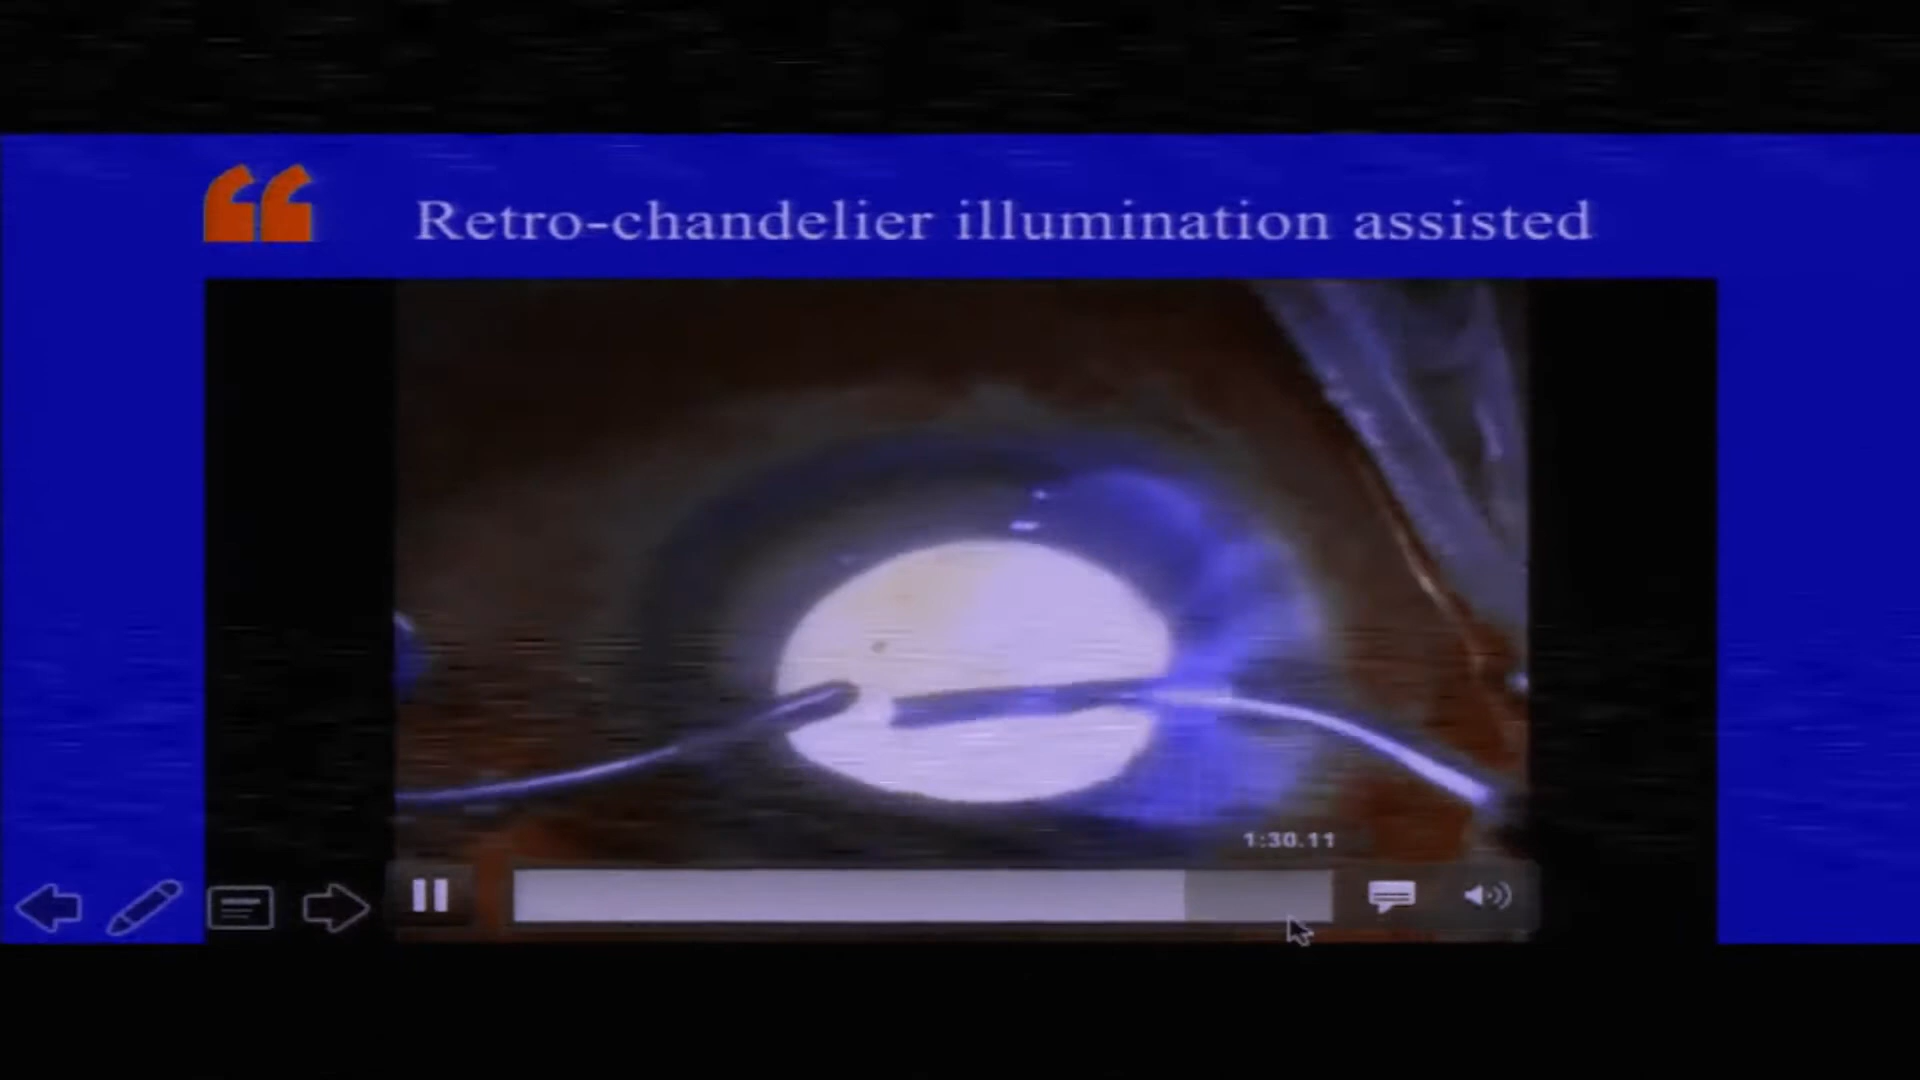 “
Retro-chandelier illumination assisted
1:30.11